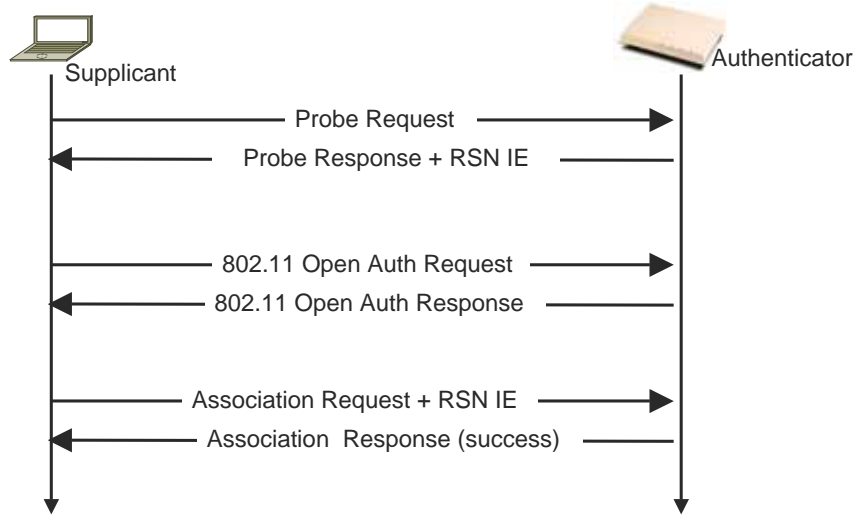 Supplicant
Authenticator
Probe Request
Probe Response + RSN IE
802.11 Open Auth Request
802.11 Open Auth Response
Association Request + RSN IE
Association Response (success)